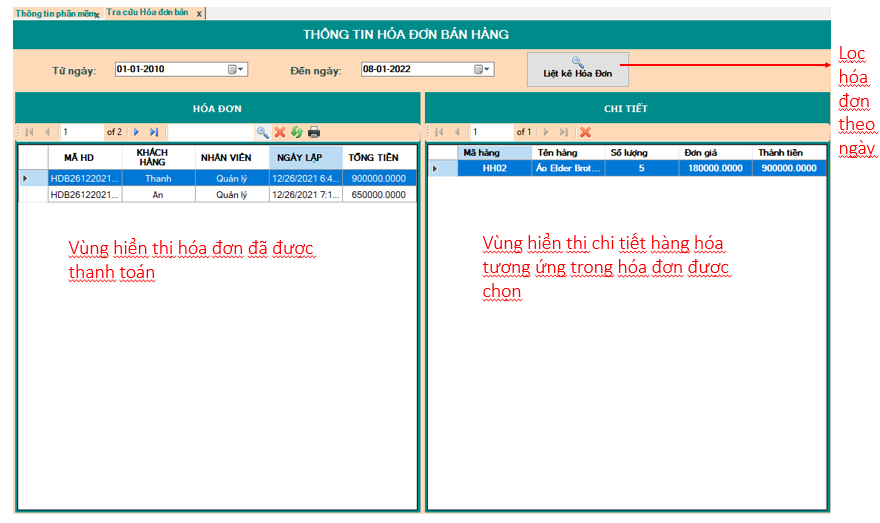 Thông tin phần mềm x Tra cứu Hóa đơn bán x
THÔNG TIN HÓA ĐƠN BÁN HÀNG
Từ ngày: 01-01-2010 Đến ngày: 08-01-2022 Liệt kê Hóa Đơn
Lọc
hóa
đơn
theo
ngày
HÓA ĐƠN
1 of 2
MÃ HD KHÁCH HÀNG NHÂN VIÊN NGÀY LẬP TỔNG TIỀN
HDB26122021... Thanh Quản lý 12/26/2021 6:4... 900000.0000
HDB26122021... An Quản lý 12/26/2021 7:1... 650000.0000
Vùng hiển thị hóa đơn đã được
thanh toán
CHI TIẾT
1 of 1
Mã hàng Tên hàng Số lượng Đơn giá Thành tiền
HH02 Áo Elder Brot... 5 180000.0000 900000.0000
Vùng hiển thị chi tiết hàng hóa
tương ứng trong hóa đơn được
chọn